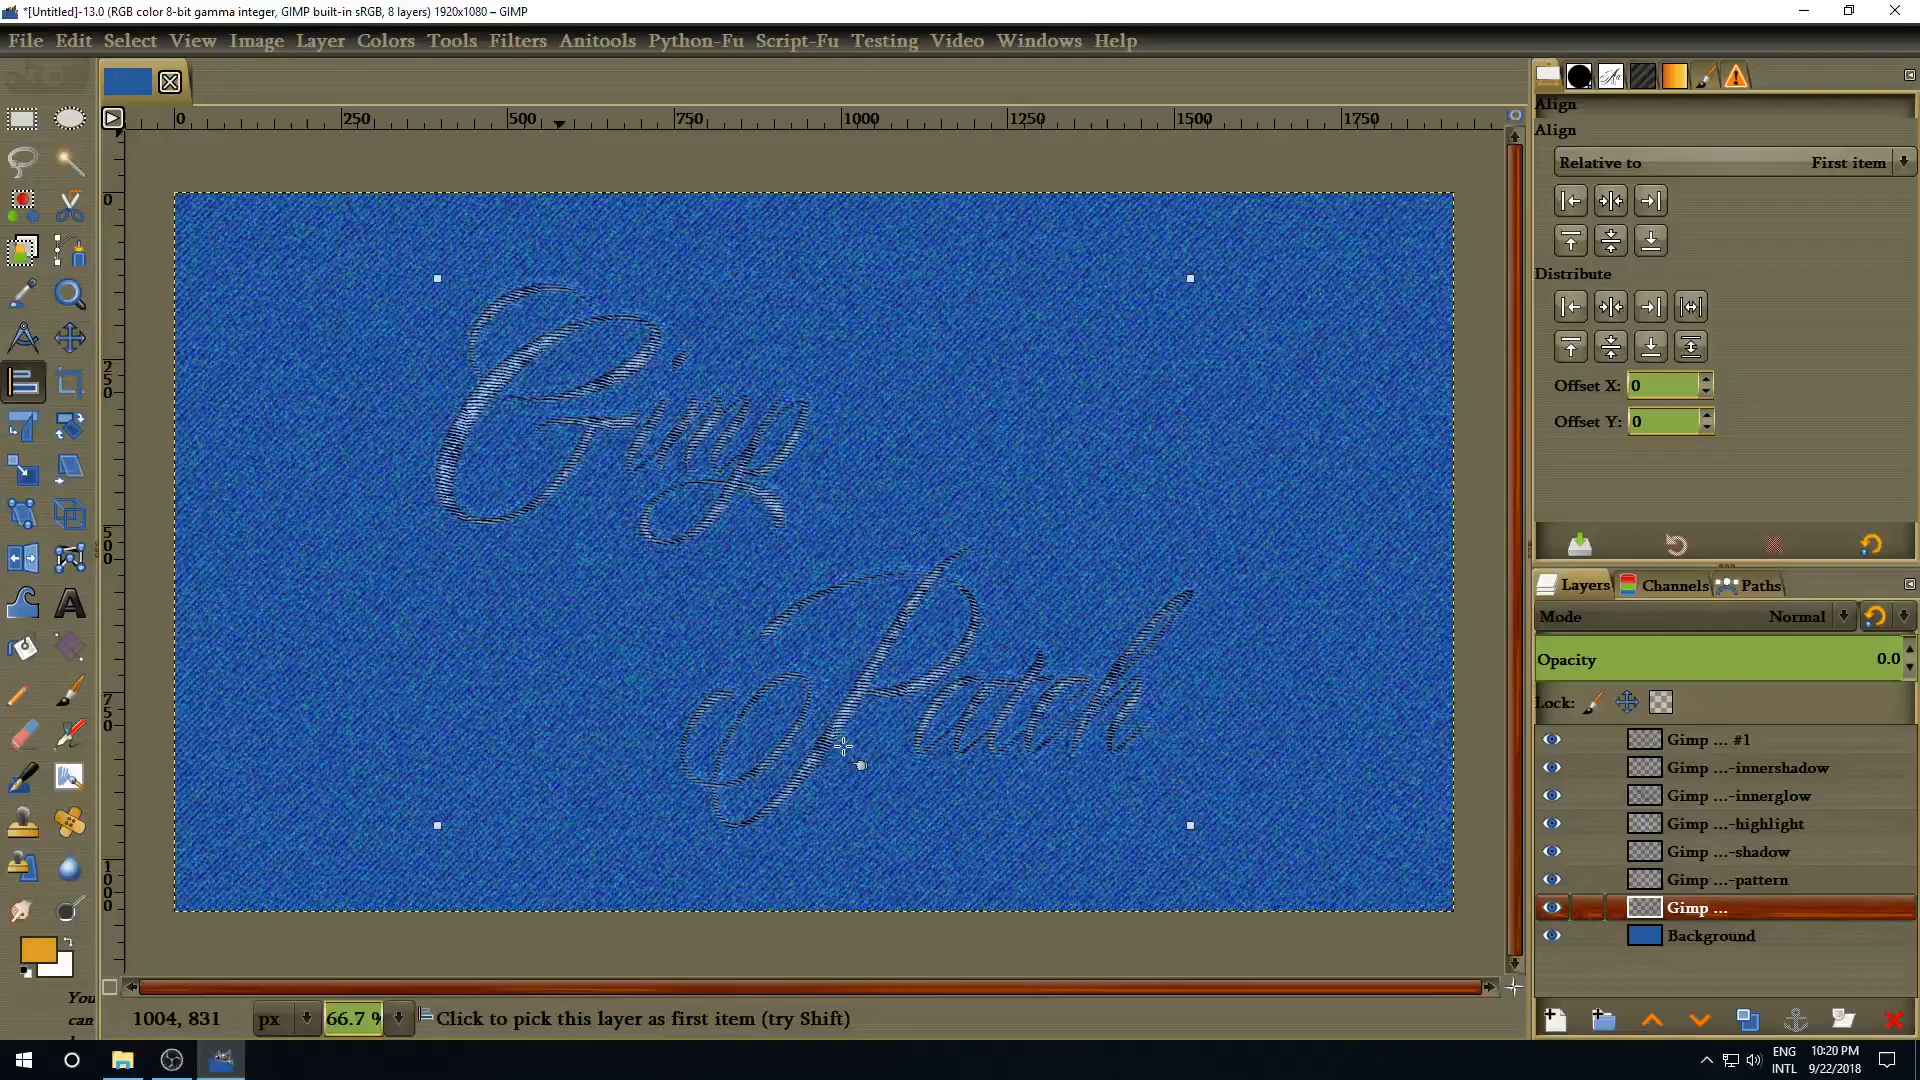 *[Untitled]-13.0 (RGB color 8-bit gamma integer, GIMP built-in sRGB, 8 layers) 1920x1080 – GIMP
File Edit Select View Image Layer Colors Tools Filters Anitools Python-Fu Script-Fu Testing Video Windows Help
0 250 500 750 1000 1250 1500 1750
0
250
500
750
1000
Gimp
Patch
Align
Align
Relative to First item
Distribute
Offset X: 0
Offset Y: 0
Layers Channels Paths
Mode Normal
Opacity 0.0
Lock:
Gimp ... #1
Gimp ...-innershadow
Gimp ...-innerglow
Gimp ...-highlight
Gimp ...-shadow
Gimp ...-pattern
Gimp ...
Background
You
can
1004, 831 px 66.7 % Click to pick this layer as first item (try Shift)
ENG 10:20 PM
INTL 9/22/2018